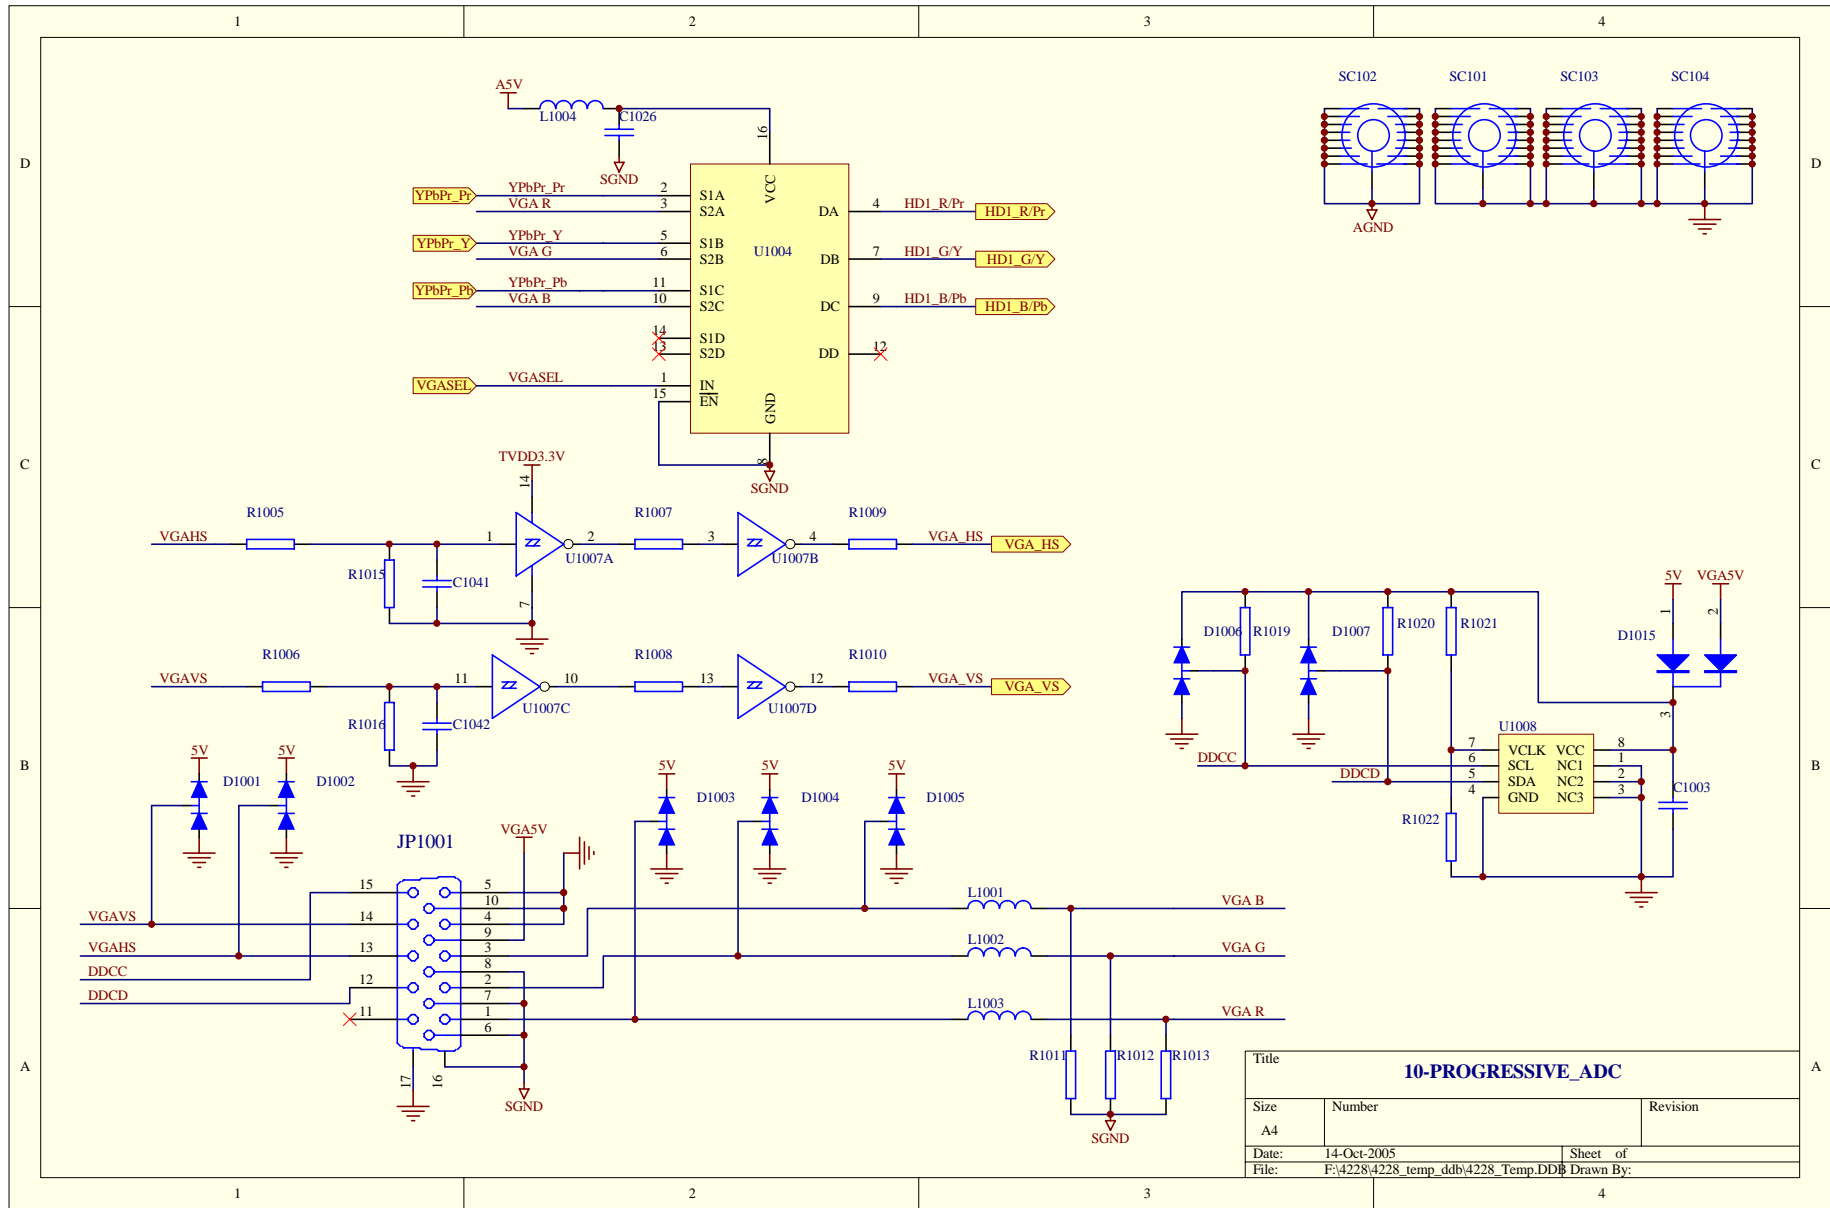 1 2 3 4
D
C
B
A
D
C
B
A
1 2 3 4
A5V
L1004
C1026
SGND
16
VCC
YPbPr_Pr YPbPr_Pr 2 S1A
VGA R 3 S2A
YPbPr_Y YPbPr_Y 5 S1B
VGA G 6 S2B
YPbPr_Pb YPbPr_Pb 11 S1C
VGA B 10 S2C
14 S1D
13 S2D
VGASEL VGASEL 1 IN
15 EN
U1004
DA 4 HD1_R/Pr HD1_R/Pr
DB 7 HD1_G/Y HD1_G/Y
DC 9 HD1_B/Pb HD1_B/Pb
DD 12
GND
8
SGND
SC102 SC101 SC103 SC104
AGND
TVDD3.3V
14
VGAHS R1005 1 2 R1007 3 4 R1009 VGA_HS VGA_HS
U1007A U1007B
R1015 C1041
7
VGAVS R1006 11 10 R1008 13 12 R1010 VGA_VS VGA_VS
U1007C U1007D
R1016 C1042
5V VGA5V
1 2
D1015
3
D1006 R1019 D1007 R1020 R1021
U1008
DDCC
DDCD
7 VCLK VCC 8
6 SCL NC1 1
5 SDA NC2 2
4 GND NC3 3
C1003
R1022
5V D1001
5V D1002
5V D1003
5V D1004
5V D1005
JP1001
VGA5V
15 5
10
VGAVS 14 4
9
VGAHS 13 3
DDCC 8
12 2
DDCD 7
11 1
6
17 16
SGND
L1001 VGA B
L1002 VGA G
L1003 VGA R
R1011 R1012 R1013
SGND
Title
10-PROGRESSIVE_ADC
Size Number Revision
A4
Date: 14-Oct-2005 Sheet of
File: F:\4228\4228_temp_ddb\4228_Temp.DDB Drawn By: